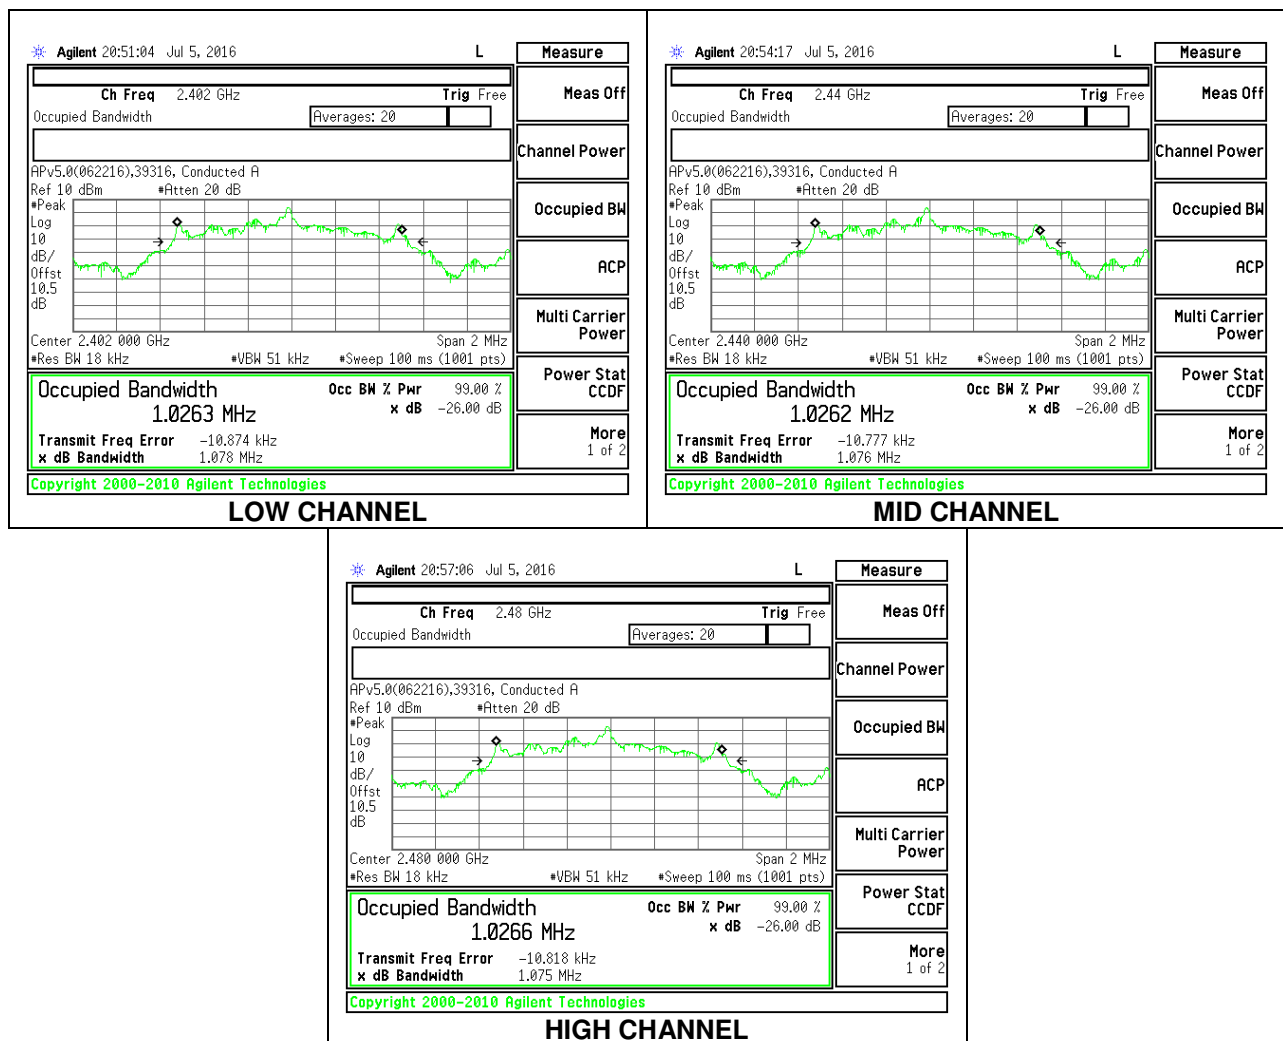 Agilent 20:51:04 Jul 5, 2016 L Measure
Ch Freq 2.402 GHz Trig Free
Occupied Bandwidth Averages: 20
APv5.0(062216),39316, Conducted A
Ref 10 dBm #Atten 20 dB
#Peak
Log
10
dB/
Offst
10.5
dB
Center 2.402 000 GHz Span 2 MHz
#Res BW 18 kHz #VBW 51 kHz #Sweep 100 ms (1001 pts)
Occupied Bandwidth Occ BW % Pwr 99.00 %
1.0263 MHz x dB -26.00 dB
Transmit Freq Error -10.874 kHz
x dB Bandwidth 1.078 MHz
Copyright 2000-2010 Agilent Technologies
Meas Off
Channel Power
Occupied BW
ACP
Multi Carrier
Power
Power Stat
CCDF
More
1 of 2
LOW CHANNEL
Agilent 20:54:17 Jul 5, 2016 L Measure
Ch Freq 2.44 GHz Trig Free
Occupied Bandwidth Averages: 20
APv5.0(062216),39316, Conducted A
Ref 10 dBm #Atten 20 dB
#Peak
Log
10
dB/
Offst
10.5
dB
Center 2.440 000 GHz Span 2 MHz
#Res BW 18 kHz #VBW 51 kHz #Sweep 100 ms (1001 pts)
Occupied Bandwidth Occ BW % Pwr 99.00 %
1.0262 MHz x dB -26.00 dB
Transmit Freq Error -10.777 kHz
x dB Bandwidth 1.076 MHz
Copyright 2000-2010 Agilent Technologies
Meas Off
Channel Power
Occupied BW
ACP
Multi Carrier
Power
Power Stat
CCDF
More
1 of 2
MID CHANNEL
Agilent 20:57:06 Jul 5, 2016 L Measure
Ch Freq 2.48 GHz Trig Free
Occupied Bandwidth Averages: 20
APv5.0(062216),39316, Conducted A
Ref 10 dBm #Atten 20 dB
#Peak
Log
10
dB/
Offst
10.5
dB
Center 2.480 000 GHz Span 2 MHz
#Res BW 18 kHz #VBW 51 kHz #Sweep 100 ms (1001 pts)
Occupied Bandwidth Occ BW % Pwr 99.00 %
1.0266 MHz x dB -26.00 dB
Transmit Freq Error -10.818 kHz
x dB Bandwidth 1.075 MHz
Copyright 2000-2010 Agilent Technologies
Meas Off
Channel Power
Occupied BW
ACP
Multi Carrier
Power
Power Stat
CCDF
More
1 of 2
HIGH CHANNEL